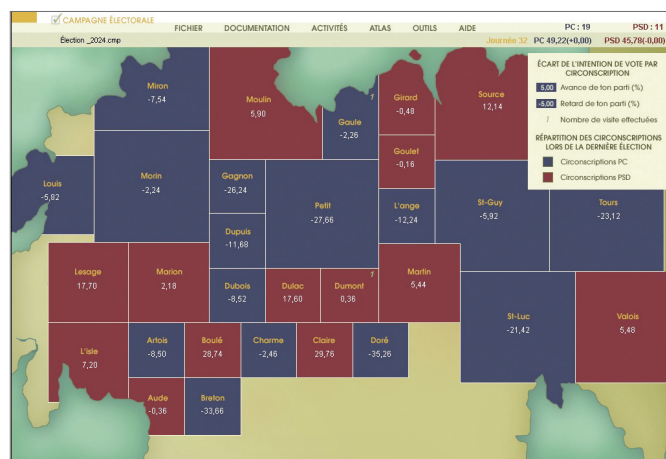 CAMPAGNE ÉLECTORALE
FICHIER DOCUMENTATION ACTIVITÉS ATLAS OUTILS AIDE PC : 19 PSD : 11
Élection _2024.cmp Journée 32 PC 49,22(+0,00) PSD 45,78(-0,00)
ÉCART DE L'INTENTION DE VOTE PAR
CIRCONSCRIPTION
5,00 Avance de ton parti (%)
-5,00 Retard de ton parti (%)
1 Nombre de visite effectuées
RÉPARTITION DES CIRCONSCRIPTIONS
LORS DE LA DERNIÈRE ÉLECTION
Circonscriptions PC
Circonscriptions PSD
Miron
-7,54
Moulin
5,90
1
Gaule
-2,26
Girard
-0,48
Source
12,14
Goulet
-0,16
Louis
-5,82
Morin
-2,24
Gagnon
-26,24
Petit
-27,66
L'ange
-12,24
St-Guy
-5,92
Tours
-23,12
Dupuis
-11,68
Lesage
17,70
Marion
2,18
Dubois
-8,52
Dulac
17,60
1
Dumont
0,36
Martin
5,44
St-Luc
-21,42
Valois
5,48
L'isle
7,20
Artois
-8,50
Boulé
28,74
Charme
-2,46
Claire
29,76
Doré
-35,26
Aude
-0,36
Breton
-33,66